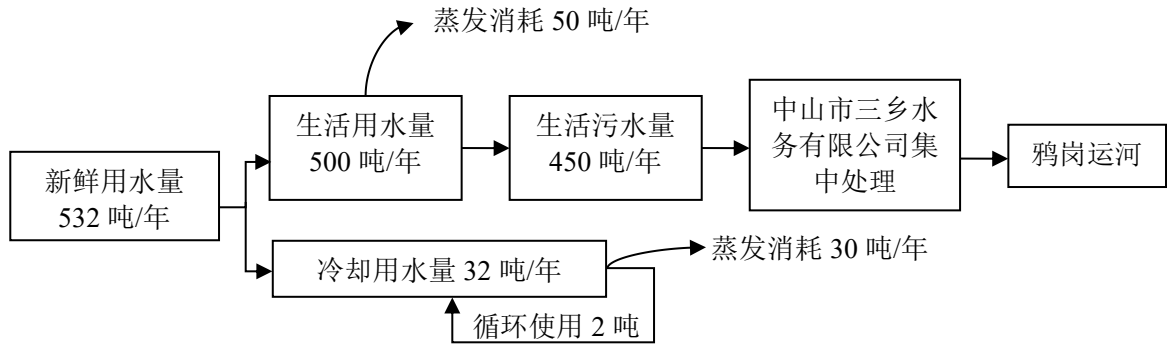 蒸发消耗 50 吨/年
生活用水量
500 吨/年
生活污水量
450 吨/年
中山市三乡水
务有限公司集
中处理
鸦岗运河
新鲜用水量
532 吨/年
冷却用水量 32 吨/年
蒸发消耗 30 吨/年
循环使用 2 吨